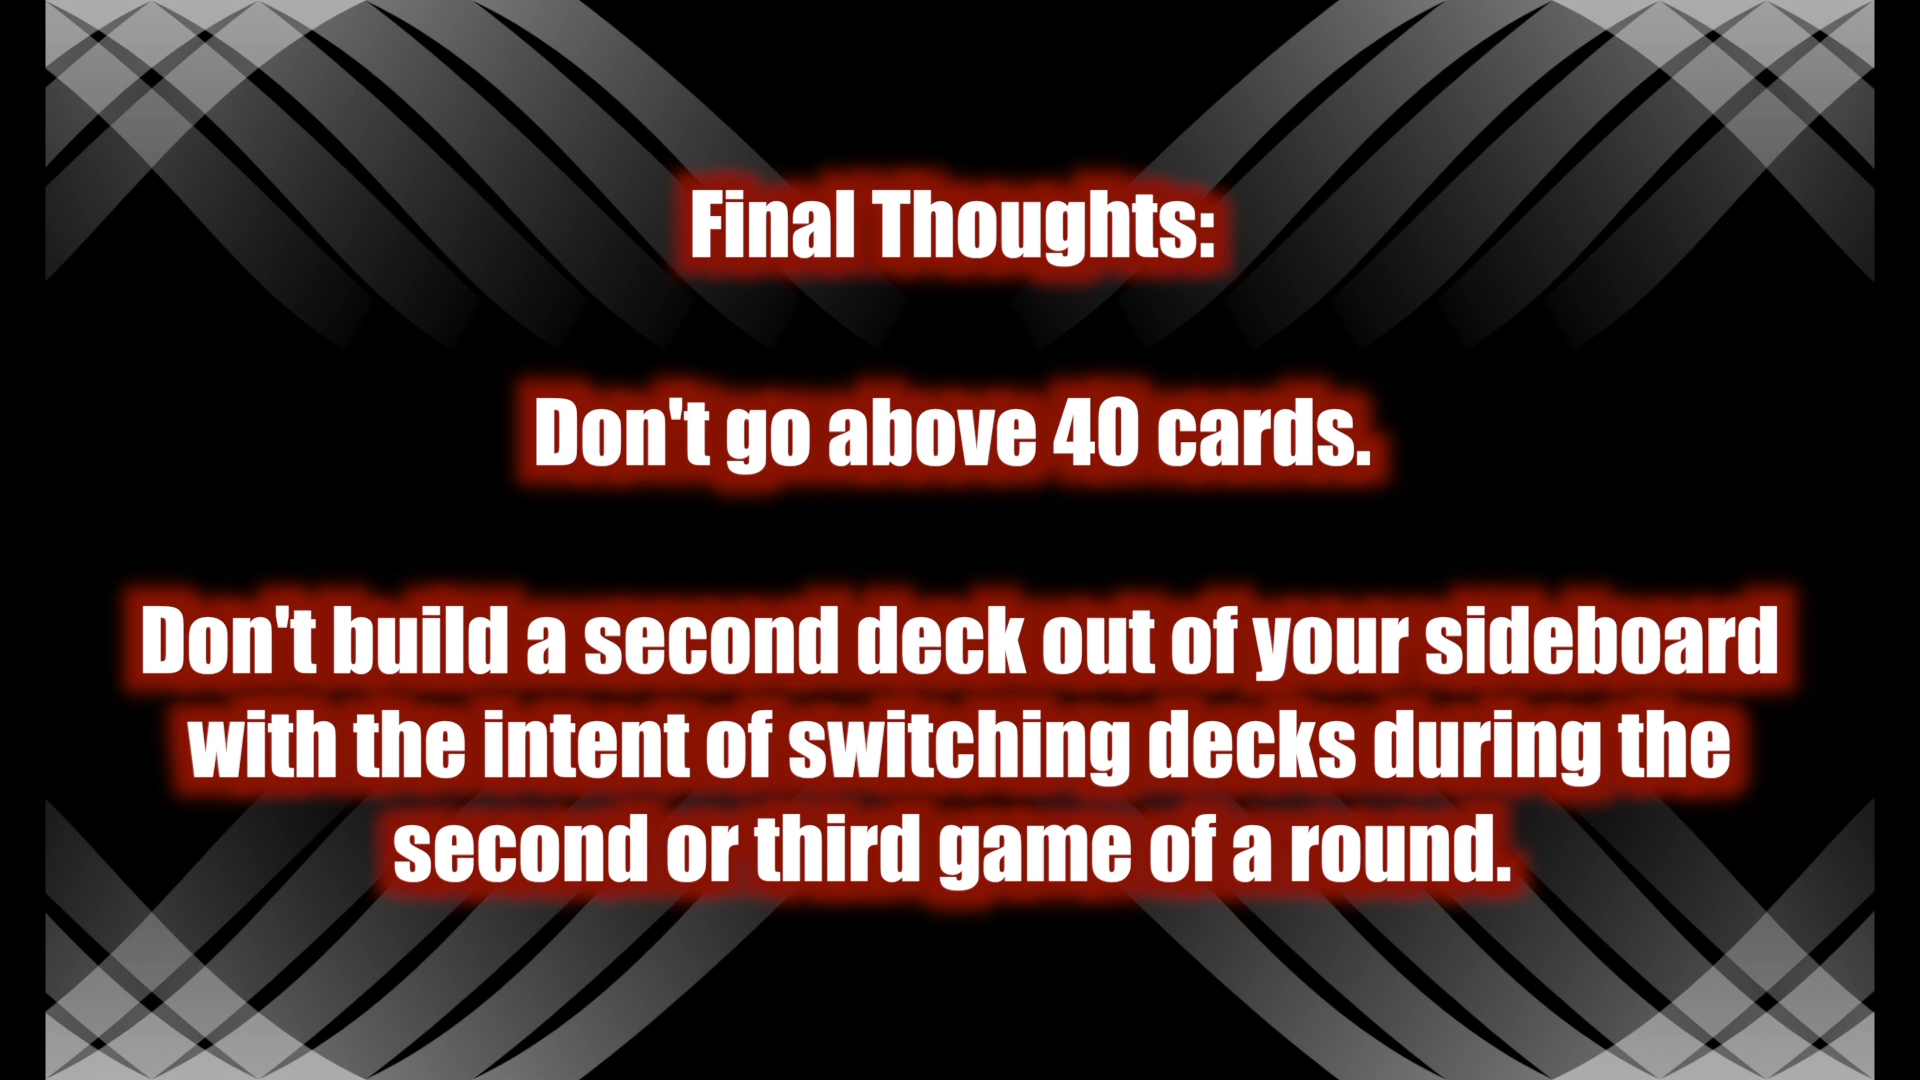 Final Thoughts:
Don't go above 40 cards.
Don't build a second deck out of your sideboard
with the intent of switching decks during the
second or third game of a round.